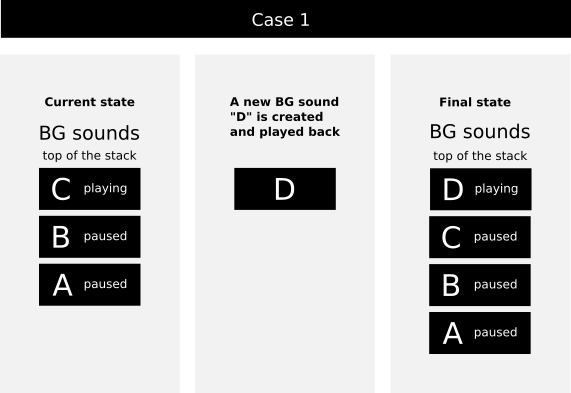 Case 1
Current state
BG sounds
top of the stack
C playing
B paused
A paused
A new BG sound
"D" is created
and played back
D
Final state
BG sounds
top of the stack
D playing
C paused
B paused
A paused